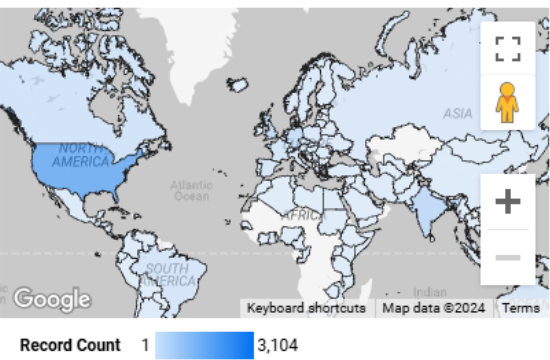 ASIA
NORTH
AMERICA
Atlantic
Ocean
AFRICA
SOUTH
AMERICA
Indian
Google
Keyboard shortcuts
Map data ©2024
Terms
Record Count 1 3,104